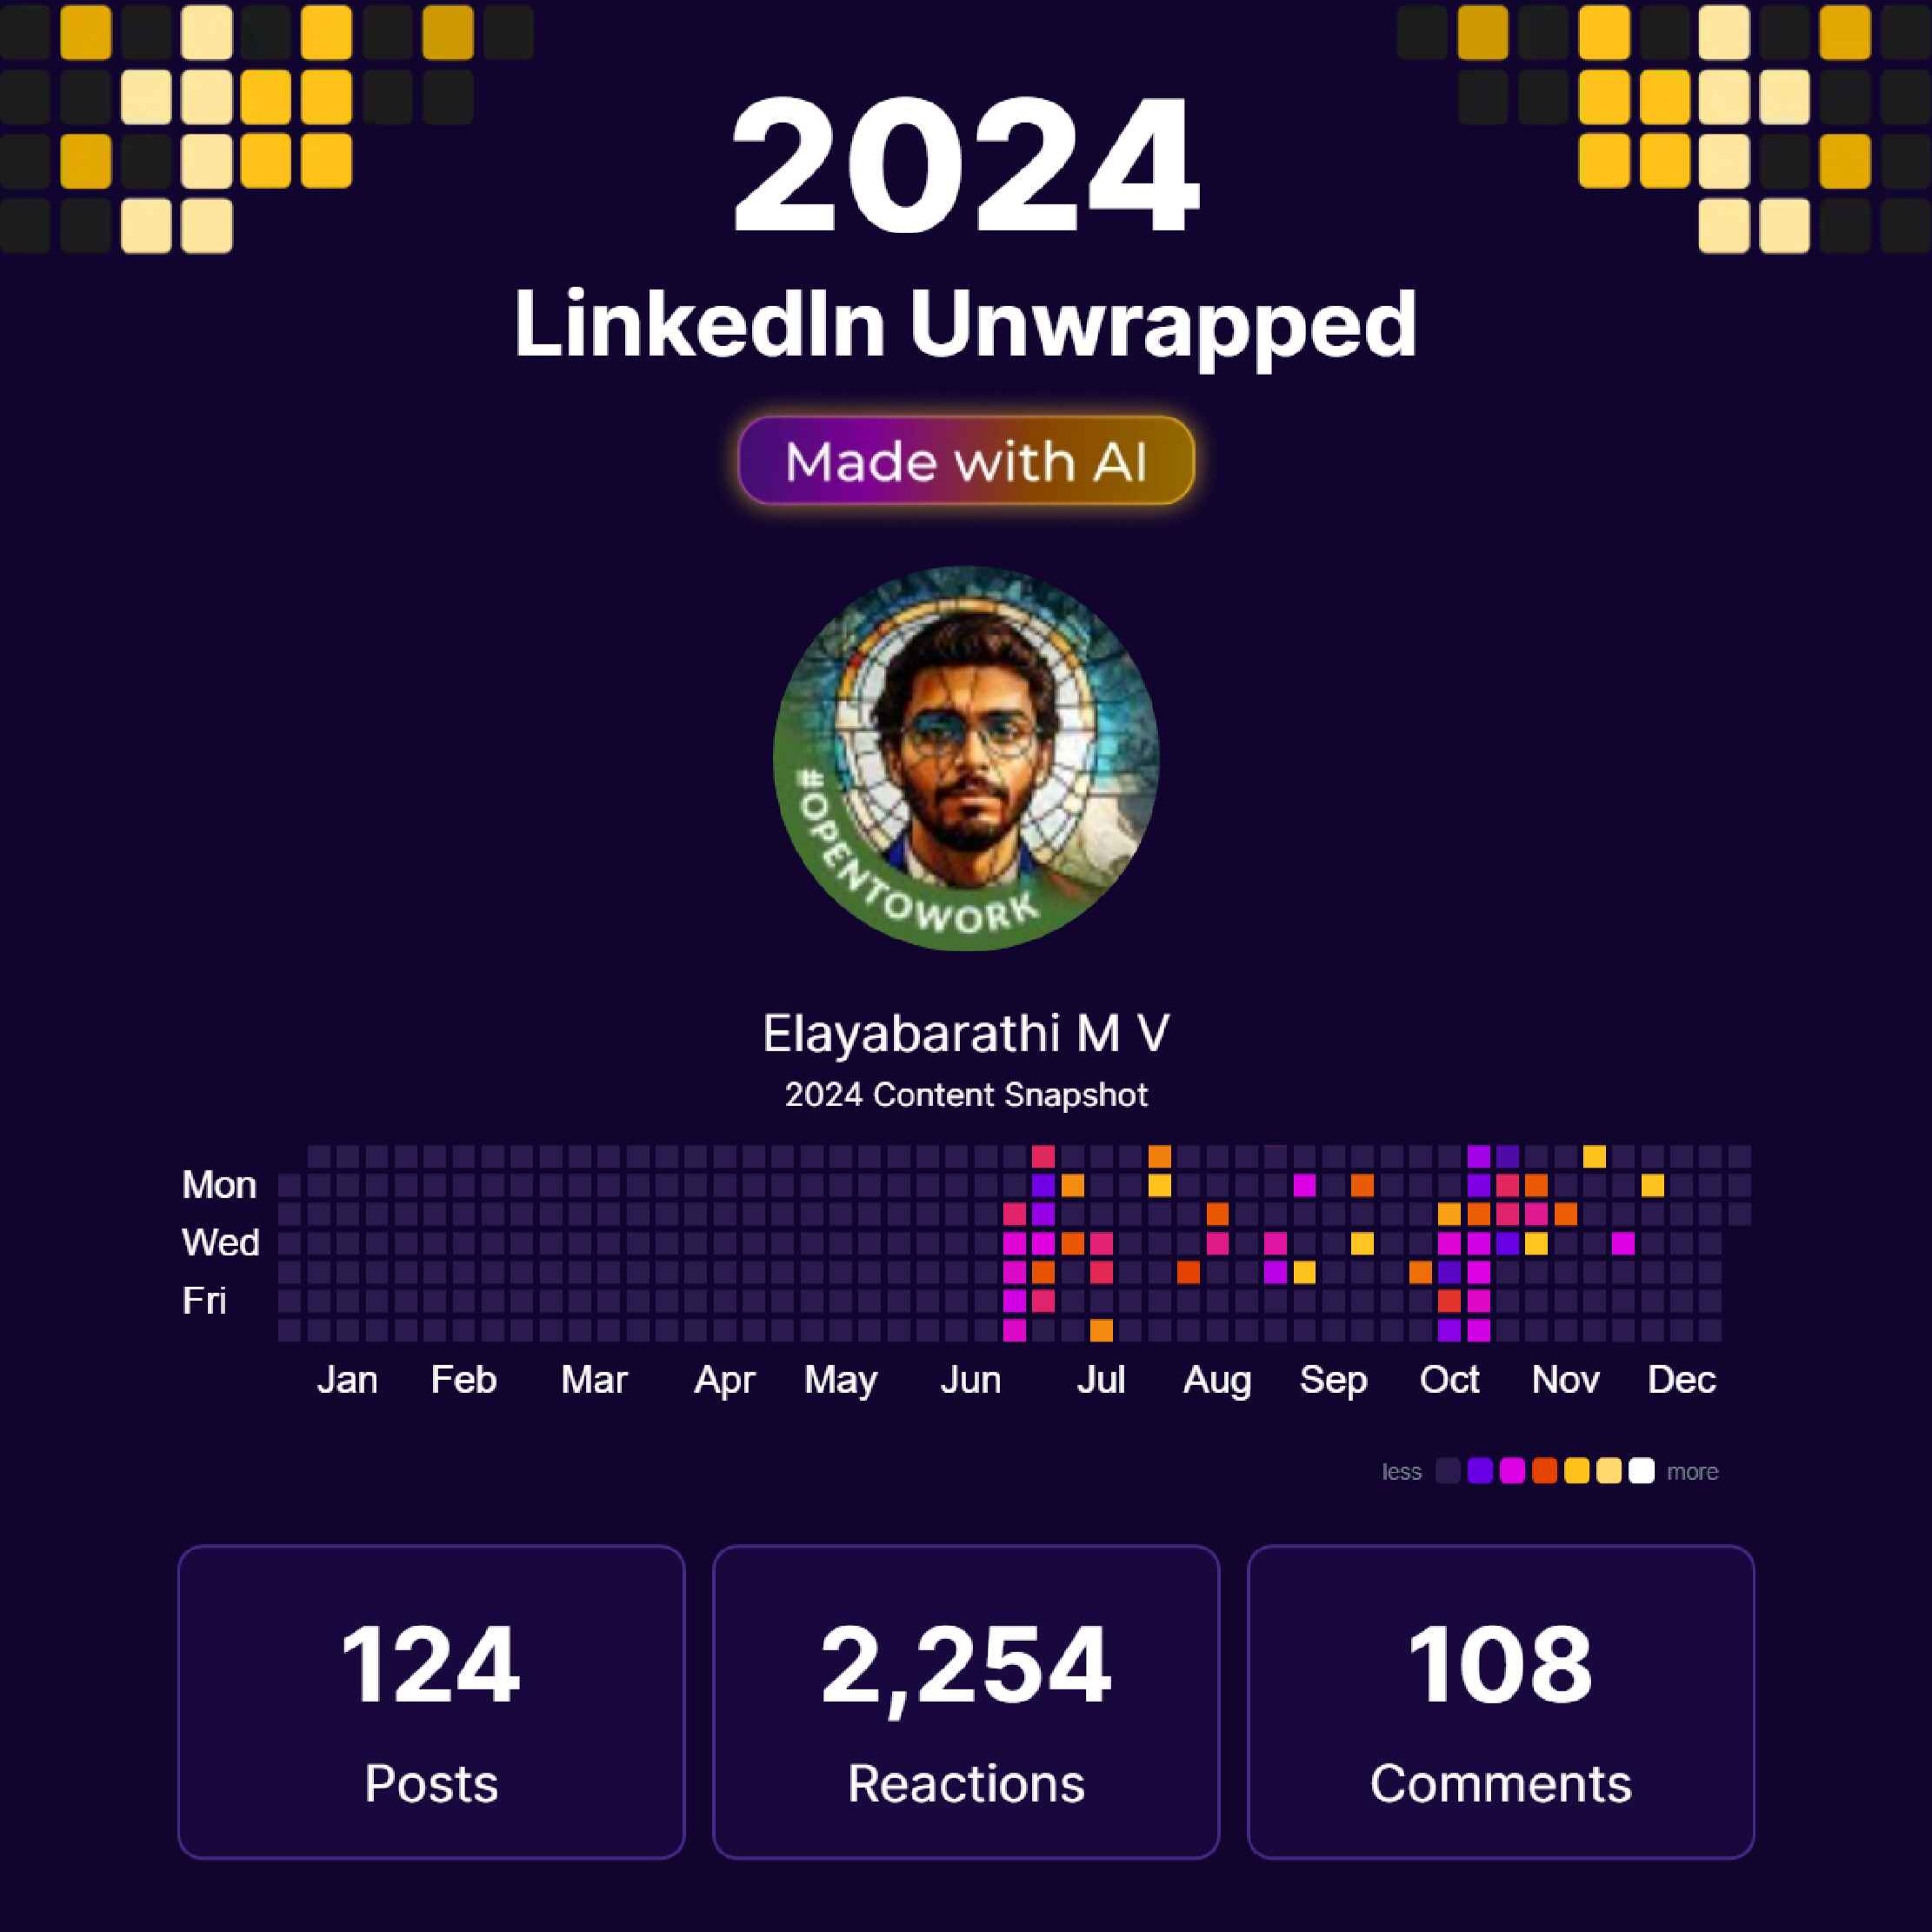 2024
LinkedIn Unwrapped
Made with AI
#OPENTOWORK
Elayabarathi M V
2024 Content Snapshot
Mon
Wed
Fri
Jan Feb Mar Apr May Jun Jul Aug Sep Oct Nov Dec
less more
124 2,254 108
Posts Reactions Comments